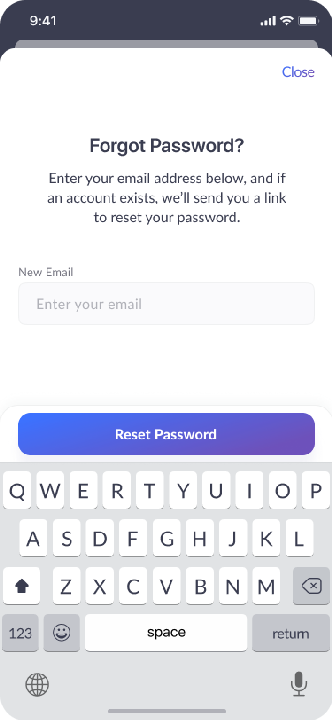 9:41
Close
Forgot Password?
Enter your email address below, and if
an account exists, we’ll send you a link
to reset your password.
New Email
Enter your email
Reset Password
Q W E R T Y U I O P
A S D F G H J K L
Z X C V B N M
123 space return